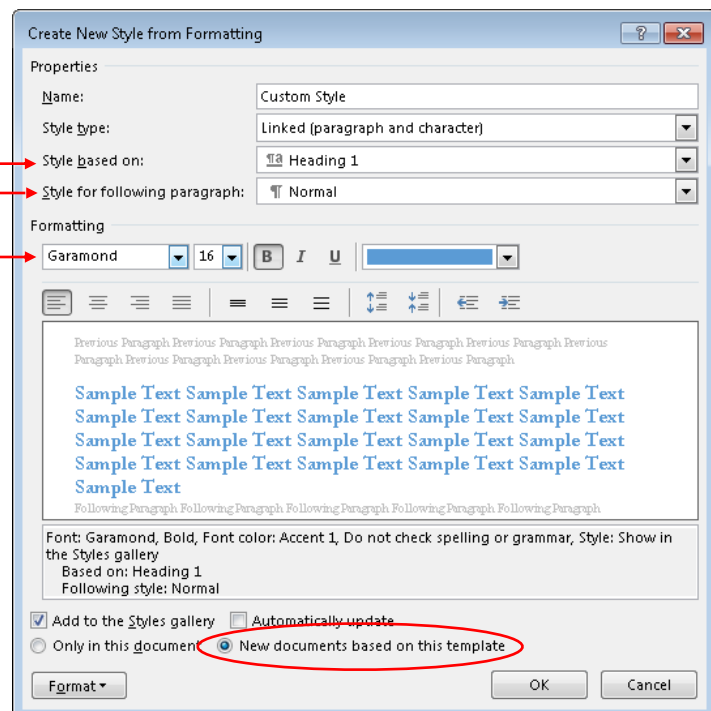 Create New Style from Formatting
?
Properties
Name:
Custom Style
Style type:
Linked (paragraph and character)
Style based on:
¶a Heading 1
Style for following paragraph:
¶ Normal
Formatting
Garamond 16 B I U
Previous Paragraph Previous Paragraph Previous Paragraph Previous Paragraph Previous Paragraph Previous
Paragraph Previous Paragraph Previous Paragraph Previous Paragraph Previous Paragraph
Sample Text Sample Text Sample Text Sample Text Sample Text
Sample Text Sample Text Sample Text Sample Text Sample Text
Sample Text Sample Text Sample Text Sample Text Sample Text
Sample Text Sample Text Sample Text Sample Text Sample Text
Sample Text
Following Paragraph Following Paragraph Following Paragraph Following Paragraph Following Paragraph
Font: Garamond, Bold, Font color: Accent 1, Do not check spelling or grammar, Style: Show in
the Styles gallery
Based on: Heading 1
Following style: Normal
Add to the Styles gallery Automatically update
Only in this document New documents based on this template
Format OK Cancel